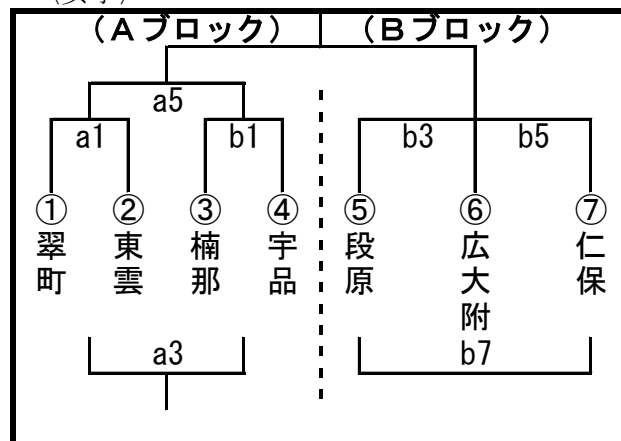 （Aブロック）（Bブロック）
a5
a1 b1 b3 b5
① ② ③ ④ ⑤ ⑥ ⑦
翠町 東雲 楠那 宇品 段原 広大附 仁保
a3 b7